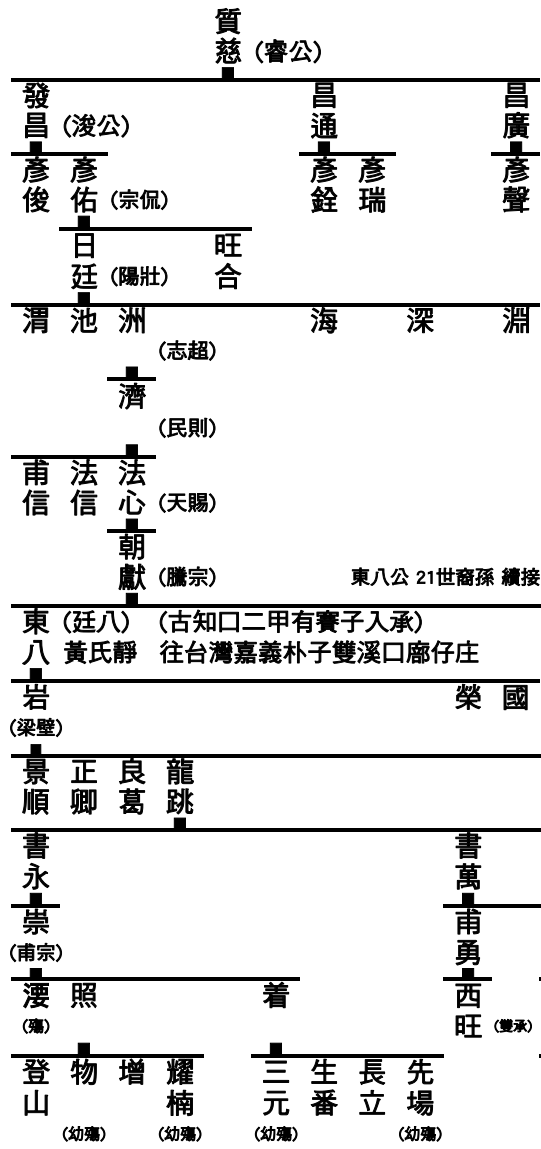 質慈 (睿公)
發昌 (浚公) 昌通 昌廣
彥俊 彥佑 (宗侃) 彥銓 彥瑞 彥聲
日廷 (陽壯) 旺合
渭 池 洲 (志超) 海 深 淵
濟 (民則)
甫信 法信 法心 (天賜)
朝獻 (騰宗) 東八公 21世裔孫 續接
東八 (廷八) (古知口二甲有賽子入承)
黃氏靜 往台灣嘉義朴子雙溪口廍仔庄
岩 (梁壁) 榮 國
景順 正卿 良葛 龍跳
書永 書萬
崇 (甫宗) 甫勇
溇 (殤) 照 着 西旺 (雙承)
登山 物 (幼殤) 增 耀楠 (幼殤) 三元 (幼殤) 生番 長立 先場 (幼殤)